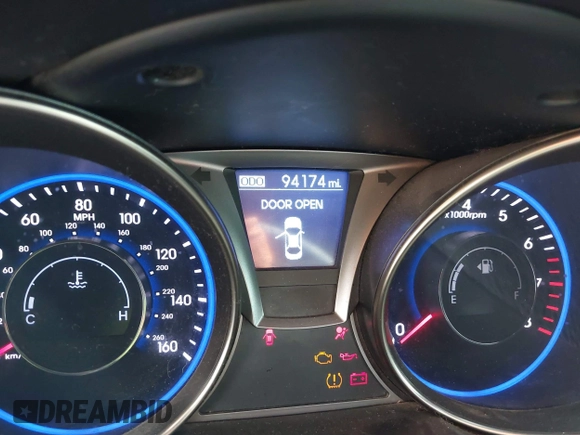 ODO 94174 mi.
DOOR OPEN
60 80 100 120 140 160
MPH
80 100 120 140 160 180 200 220 240 260
km/h
C H
4 5 6 7 8
x1000rpm
0
E F
DREAMBID